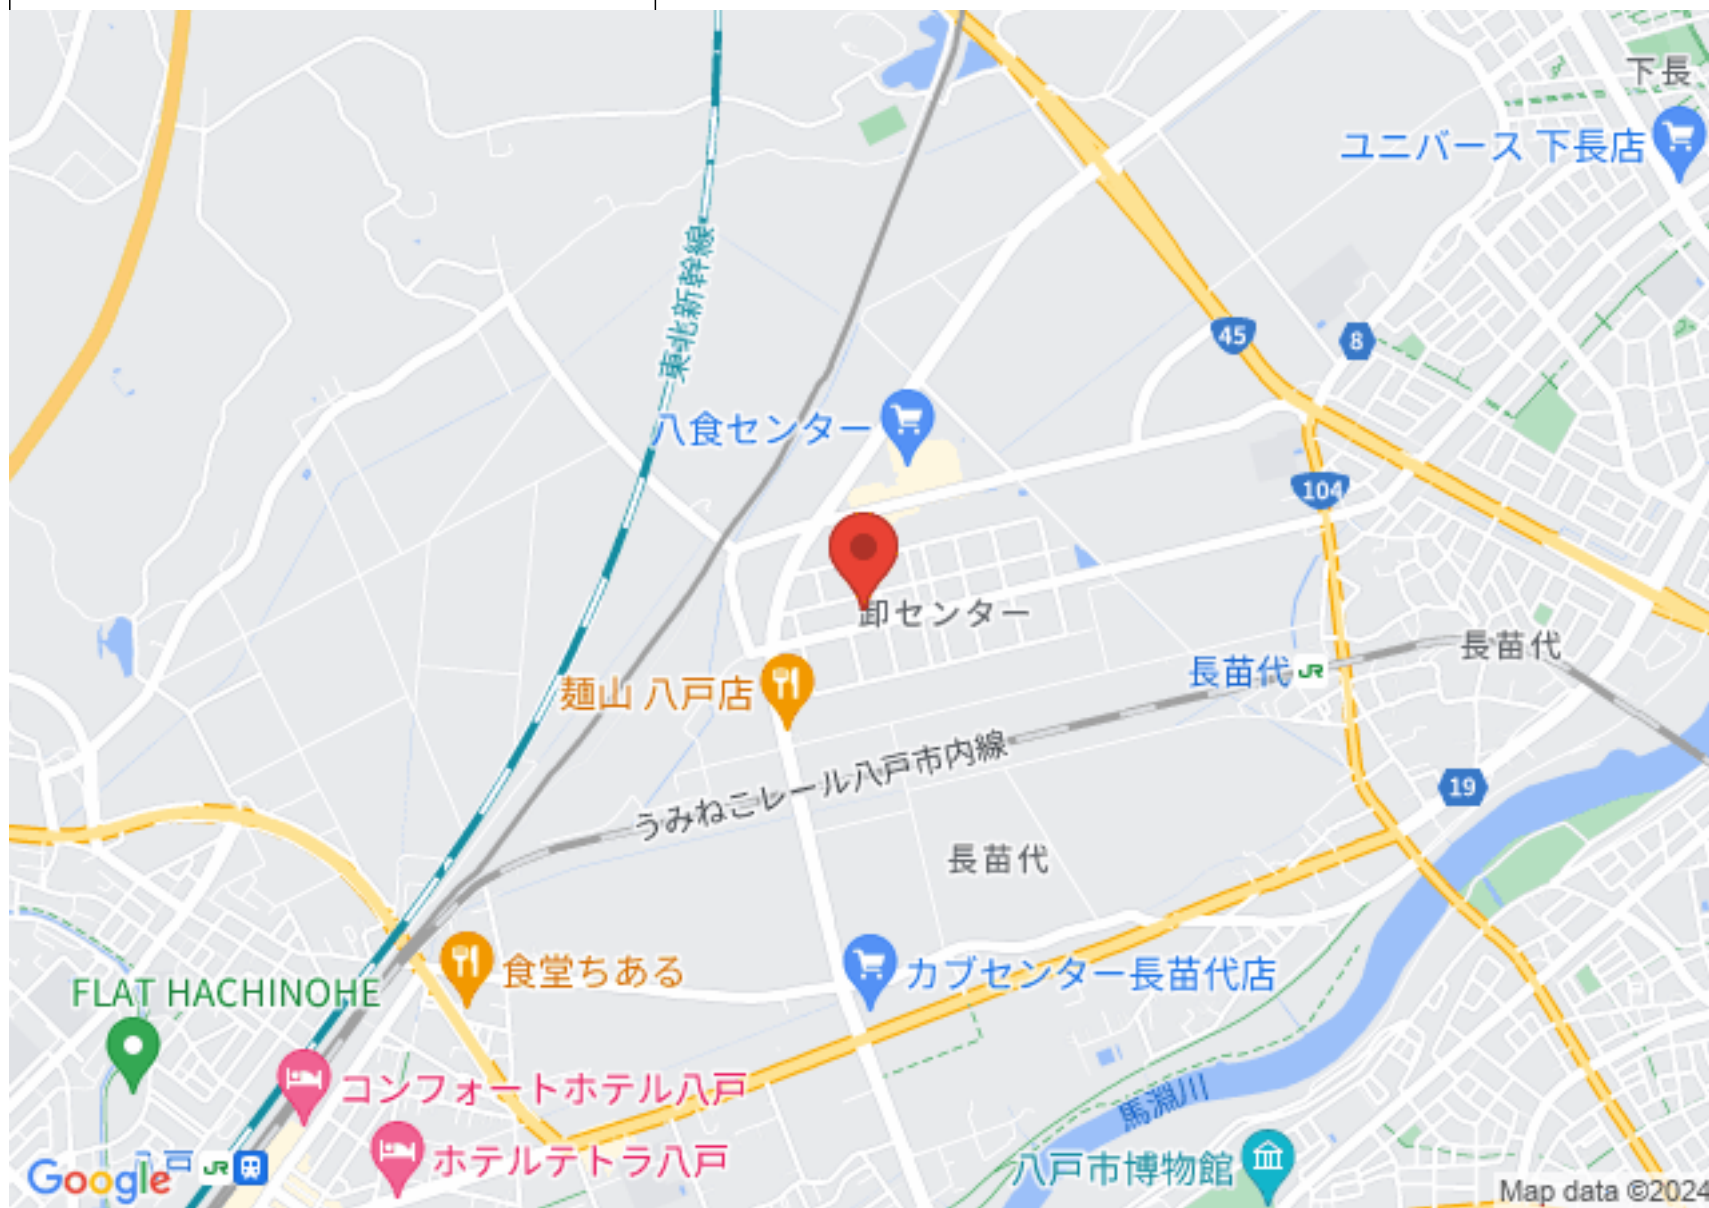 下長
ユニバース 下長店
東北新幹線
45
8
八食センター
104
卸センター
長苗代
長苗代
麺山 八戸店
うみねこレール八戸市内線
19
長苗代
食堂ちある
カブセンター長苗代店
FLAT HACHINOHE
コンフォートホテル八戸
馬淵川
ホテルテトラ八戸
八戸市博物館
八戸
Google
Map data ©2024